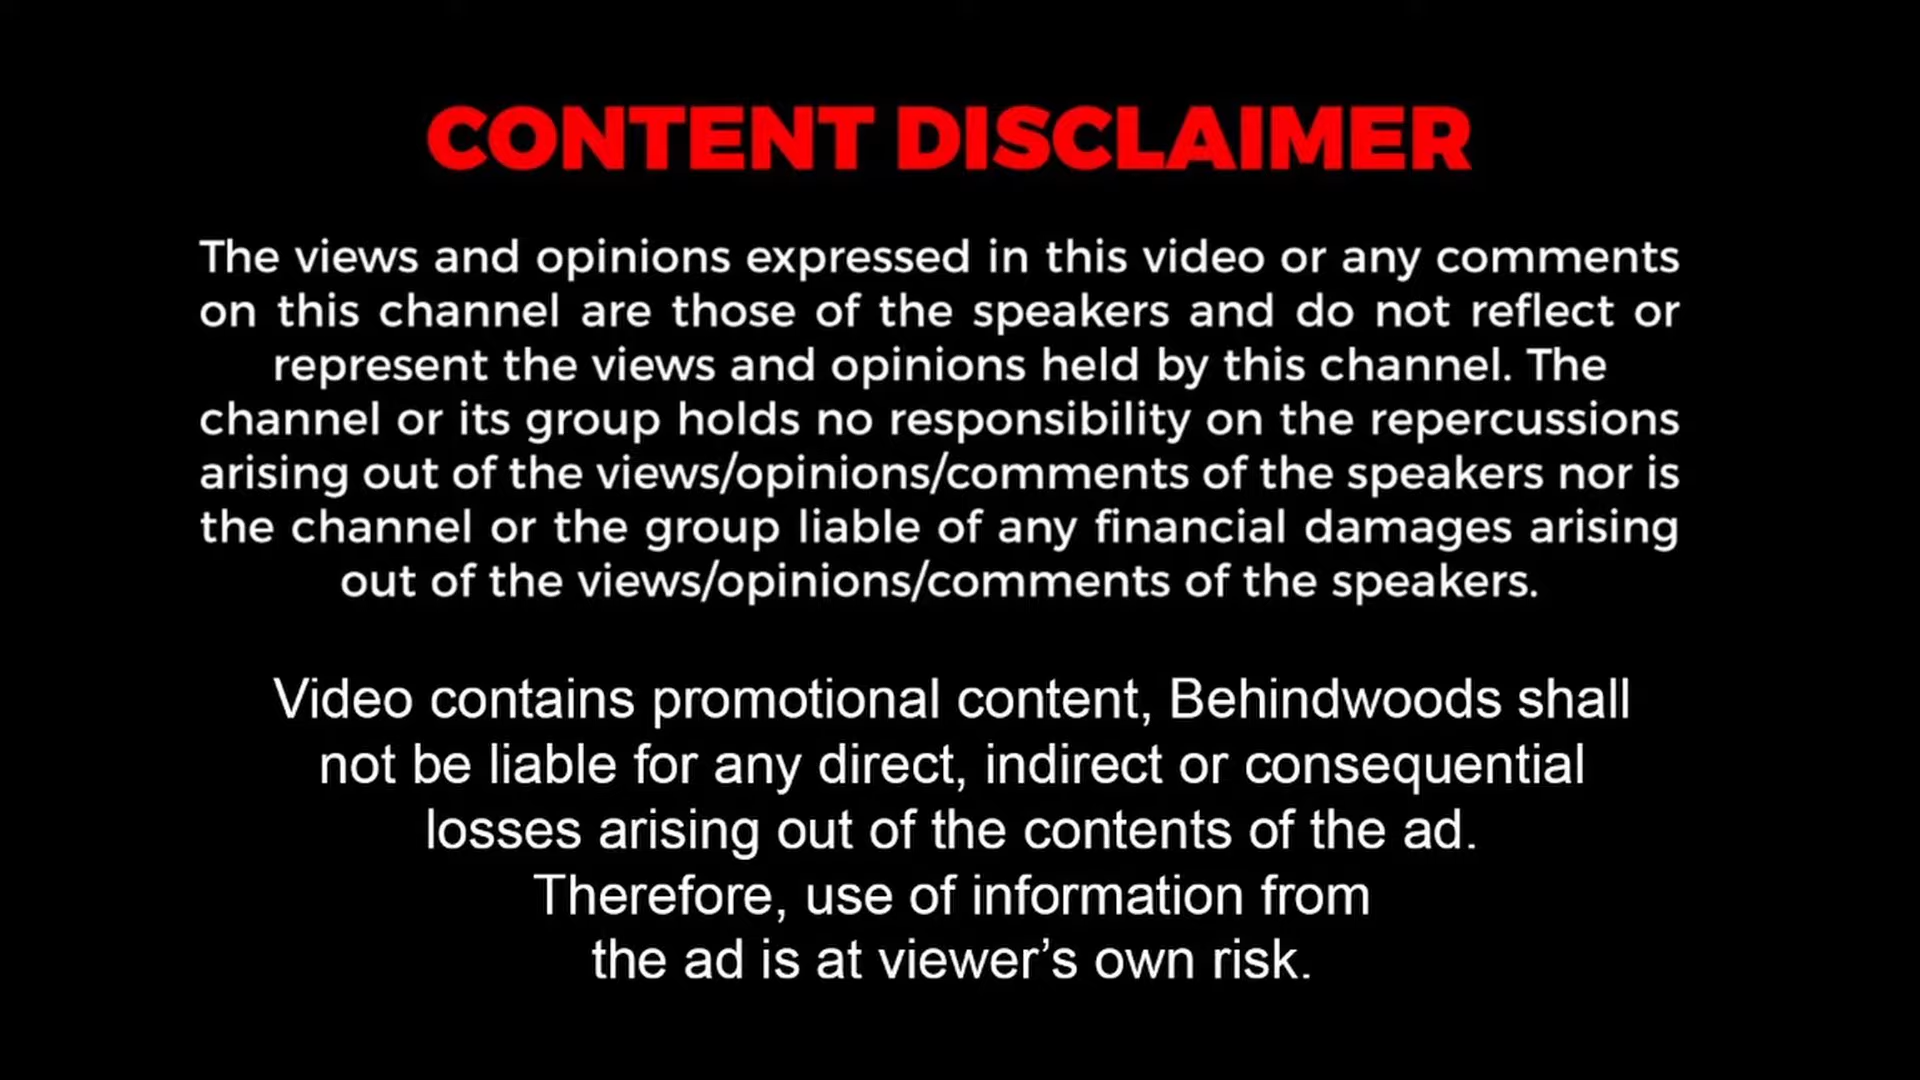 CONTENT DISCLAIMER
The views and opinions expressed in this video or any comments
on this channel are those of the speakers and do not reflect or
represent the views and opinions held by this channel. The
channel or its group holds no responsibility on the repercussions
arising out of the views/opinions/comments of the speakers nor is
the channel or the group liable of any financial damages arising
out of the views/opinions/comments of the speakers.
Video contains promotional content, Behindwoods shall
not be liable for any direct, indirect or consequential
losses arising out of the contents of the ad.
Therefore, use of information from
the ad is at viewer’s own risk.